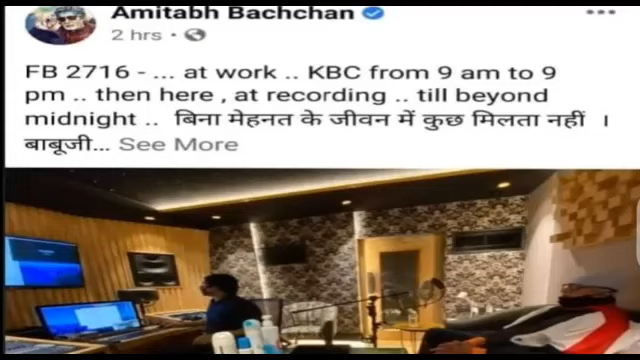 Amitabh Bachchan
2 hrs ·
FB 2716 - ... at work .. KBC from 9 am to 9
pm .. then here , at recording .. till beyond
midnight .. बिना मेहनत के जीवन में कुछ मिलता नहीं ।
बाबूजी... See More